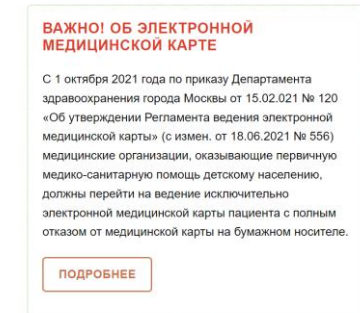 ВАЖНО! ОБ ЭЛЕКТРОННОЙ
МЕДИЦИНСКОЙ КАРТЕ
С 1 октября 2021 года по приказу Департамента
здравоохранения города Москвы от 15.02.021 № 120
«Об утверждении Регламента ведения электронной
медицинской карты» (с измен. от 18.06.2021 № 556)
медицинские организации, оказывающие первичную
медико-санитарную помощь детскому населению,
должны перейти на ведение исключительно
электронной медицинской карты пациента с полным
отказом от медицинской карты на бумажном носителе.
ПОДРОБНЕЕ